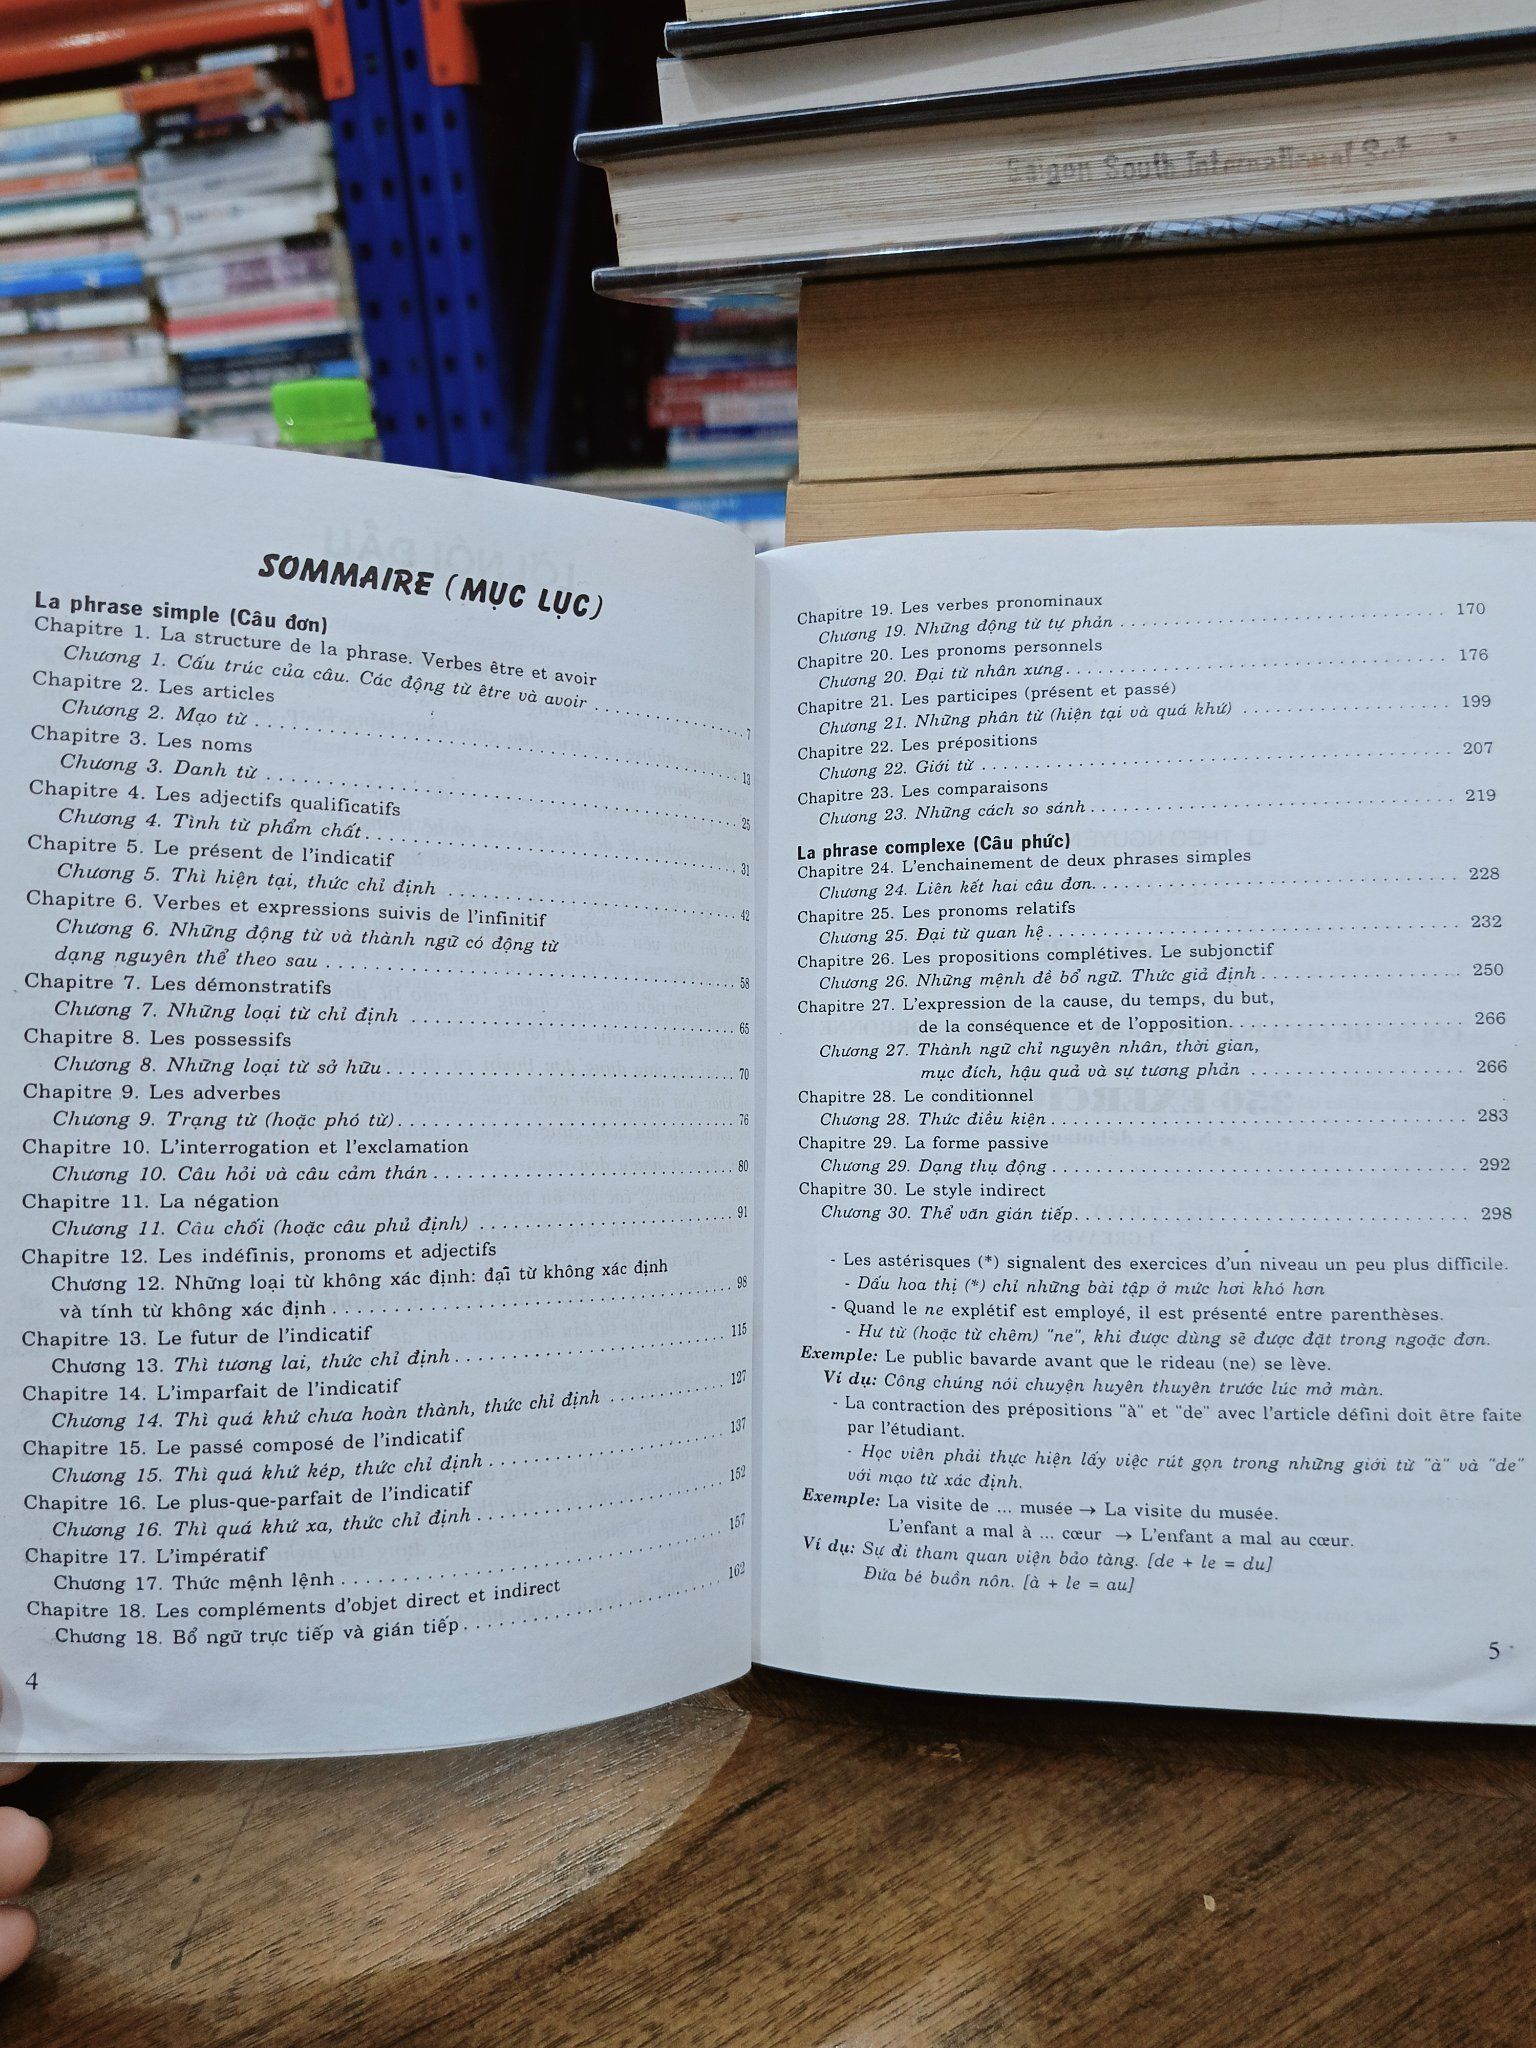 Saigon South International
SOMMAIRE (MỤC LỤC)
La phrase simple (Câu đơn)
Chapitre 1. La structure de la phrase. Verbes être et avoir
Chương 1. Cấu trúc của câu. Các động từ être và avoir . . . . . . . . . . 7
Chapitre 2. Les articles
Chương 2. Mạo từ . . . . . . . . . . 13
Chapitre 3. Les noms
Chương 3. Danh từ . . . . . . . . . . 25
Chapitre 4. Les adjectifs qualificatifs
Chương 4. Tình từ phẩm chất . . . . . . . . . . 31
Chapitre 5. Le présent de l'indicatif
Chương 5. Thì hiện tại, thức chỉ định . . . . . . . . . . 42
Chapitre 6. Verbes et expressions suivis de l'infinitif
Chương 6. Những động từ và thành ngữ có động từ
dạng nguyên thể theo sau . . . . . . . . . . 58
Chapitre 7. Les démonstratifs
Chương 7. Những loại từ chỉ định . . . . . . . . . . 65
Chapitre 8. Les possessifs
Chương 8. Những loại từ sở hữu . . . . . . . . . . 70
Chapitre 9. Les adverbes
Chương 9. Trạng từ (hoặc phó từ) . . . . . . . . . . 76
Chapitre 10. L'interrogation et l'exclamation
Chương 10. Câu hỏi và câu cảm thán . . . . . . . . . . 80
Chapitre 11. La négation
Chương 11. Câu chối (hoặc câu phủ định) . . . . . . . . . . 91
Chapitre 12. Les indéfinis, pronoms et adjectifs
Chương 12. Những loại từ không xác định: đại từ không xác định
và tính từ không xác định . . . . . . . . . . 98
Chapitre 13. Le futur de l'indicatif
Chương 13. Thì tương lai, thức chỉ định . . . . . . . . . . 115
Chapitre 14. L'imparfait de l'indicatif
Chương 14. Thì quá khứ chưa hoàn thành, thức chỉ định . . . . . . . . . . 127
Chapitre 15. Le passé composé de l'indicatif
Chương 15. Thì quá khứ kép, thức chỉ định . . . . . . . . . . 137
Chapitre 16. Le plus-que-parfait de l'indicatif
Chương 16. Thì quá khứ xa, thức chỉ định . . . . . . . . . . 152
Chapitre 17. L'impératif
Chương 17. Thức mệnh lệnh . . . . . . . . . . 157
Chapitre 18. Les compléments d'objet direct et indirect
Chương 18. Bổ ngữ trực tiếp và gián tiếp . . . . . . . . . . 162
4
Chapitre 19. Les verbes pronominaux
Chương 19. Những động từ tự phản . . . . . . . . . . 170
Chapitre 20. Les pronoms personnels
Chương 20. Đại từ nhân xưng . . . . . . . . . . 176
Chapitre 21. Les participes (présent et passé)
Chương 21. Những phân từ (hiện tại và quá khứ) . . . . . . . . . . 199
Chapitre 22. Les prépositions
Chương 22. Giới từ . . . . . . . . . . 207
Chapitre 23. Les comparaisons
Chương 23. Những cách so sánh . . . . . . . . . . 219
La phrase complexe (Câu phức)
Chapitre 24. L'enchainement de deux phrases simples
Chương 24. Liên kết hai câu đơn . . . . . . . . . . 228
Chapitre 25. Les pronoms relatifs
Chương 25. Đại từ quan hệ . . . . . . . . . . 232
Chapitre 26. Les propositions complétives. Le subjonctif
Chương 26. Những mệnh đề bổ ngữ. Thức giả định . . . . . . . . . . 250
Chapitre 27. L'expression de la cause, du temps, du but,
de la conséquence et de l'opposition . . . . . . . . . . 266
Chương 27. Thành ngữ chỉ nguyên nhân, thời gian,
mục đích, hậu quả và sự tương phản . . . . . . . . . . 266
Chapitre 28. Le conditionnel
Chương 28. Thức điều kiện . . . . . . . . . . 283
Chapitre 29. La forme passive
Chương 29. Dạng thụ động . . . . . . . . . . 292
Chapitre 30. Le style indirect
Chương 30. Thể văn gián tiếp . . . . . . . . . . 298
- Les astérisques (*) signalent des exercices d'un niveau un peu plus difficile.
- Dấu hoa thị (*) chỉ những bài tập ở mức hơi khó hơn
- Quand le ne explétif est employé, il est présenté entre parenthèses.
- Hư từ (hoặc từ chêm) "ne", khi được dùng sẽ được đặt trong ngoặc đơn.
Exemple: Le public bavarde avant que le rideau (ne) se lève.
Ví dụ: Công chúng nói chuyện huyên thuyên trước lúc mở màn.
- La contraction des prépositions "à" et "de" avec l'article défini doit être faite
par l'étudiant.
- Học viên phải thực hiện lấy việc rút gọn trong những giới từ "à" và "de"
với mạo từ xác định.
Exemple: La visite de ... musée → La visite du musée.
L'enfant a mal à ... cœur → L'enfant a mal au cœur.
Ví dụ: Sự đi tham quan viện bảo tàng. [de + le = du]
Đứa bé buồn nôn. [à + le = au]
5